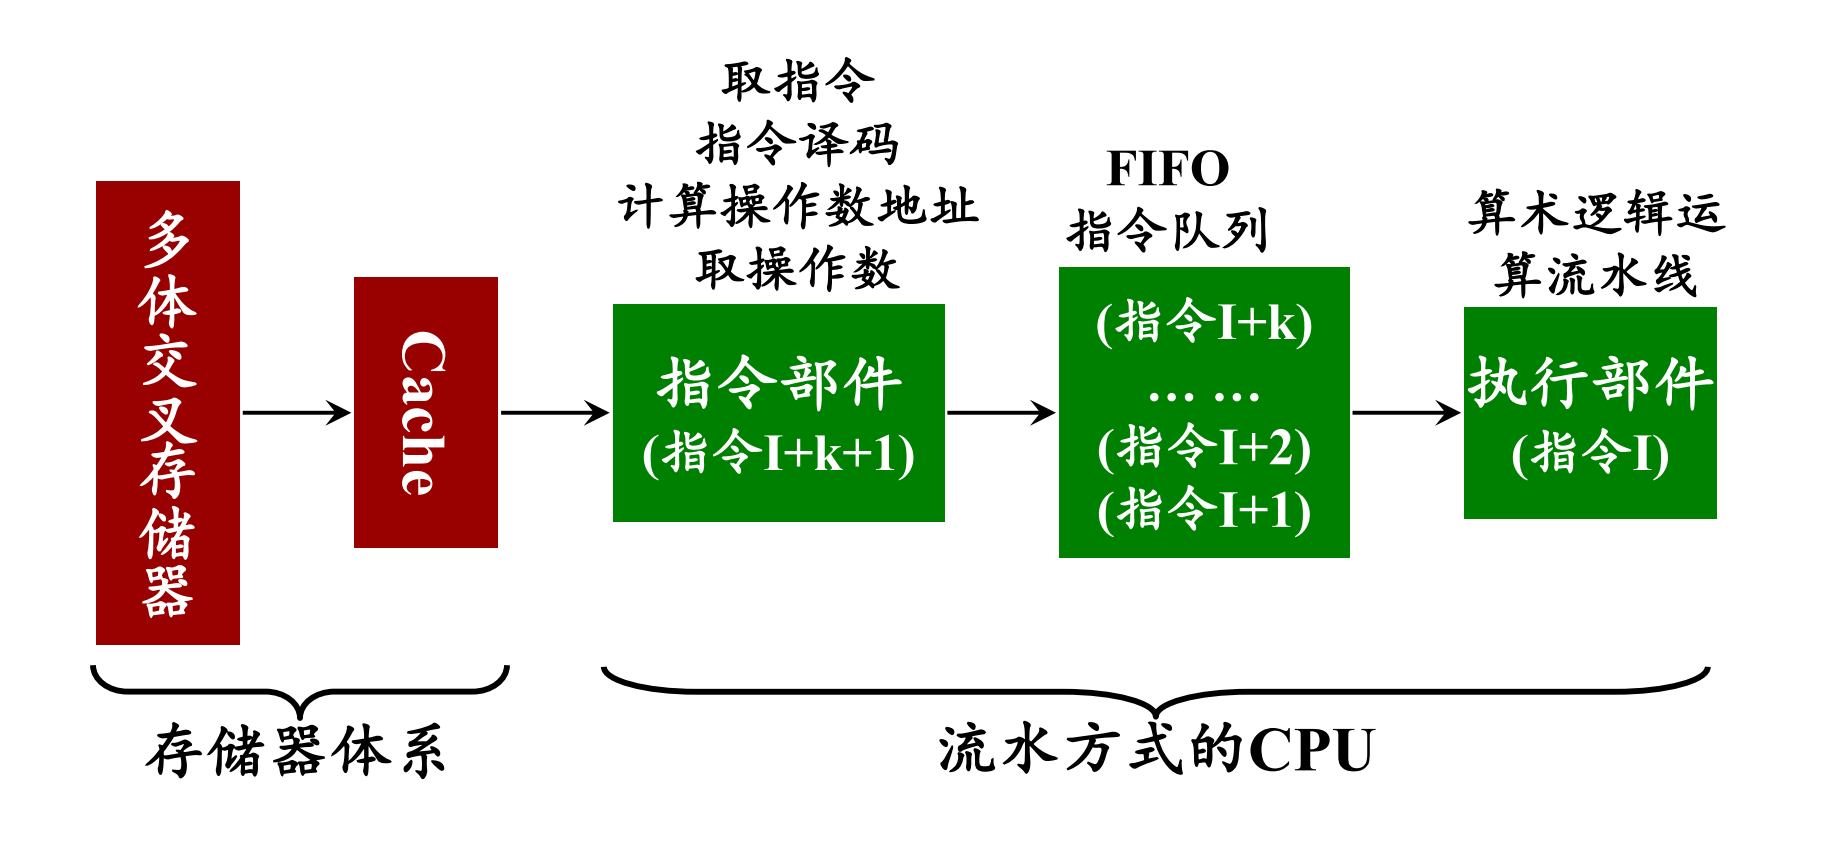 多体交叉存储器
Cache
取指令
指令译码
计算操作数地址
取操作数
指令部件
(指令I+k+1)
FIFO
指令队列
(指令I+k)
… …
(指令I+2)
(指令I+1)
算术逻辑运
算流水线
执行部件
(指令I)
存储器体系
流水方式的CPU